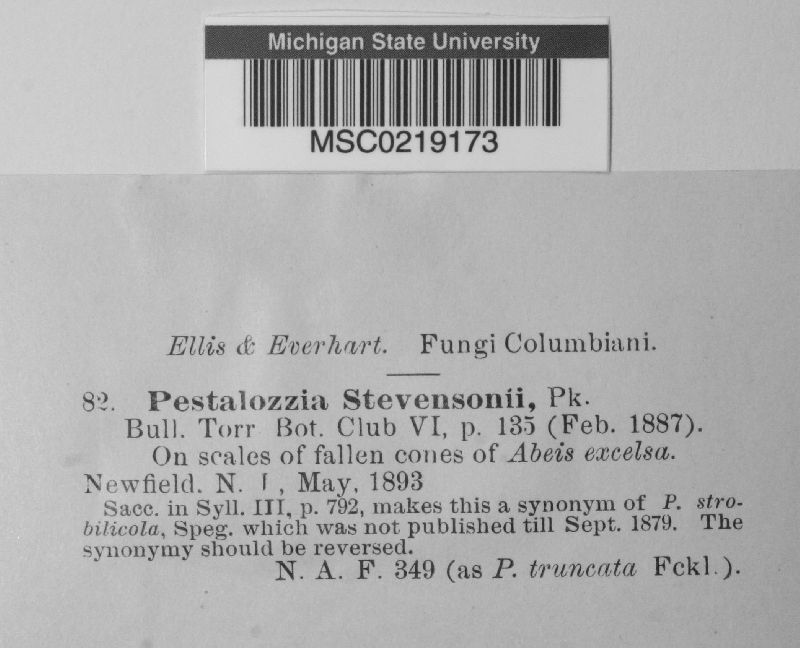 Michigan State University
MSC0219173
Ellis & Everhart. Fungi Columbiani.
82. Pestalozzia Stevensonii, Pk.
Bull. Torr Bot. Club VI, p. 135 (Feb. 1887).
On scales of fallen cones of Abeis excelsa.
Newfield. N. J , May, 1893
Sacc. in Syll. III, p. 792, makes this a synonym of P. stro-
bilicola, Speg. which was not published till Sept. 1879. The
synonymy should be reversed.
N. A. F. 349 (as P. truncata Fckl.).